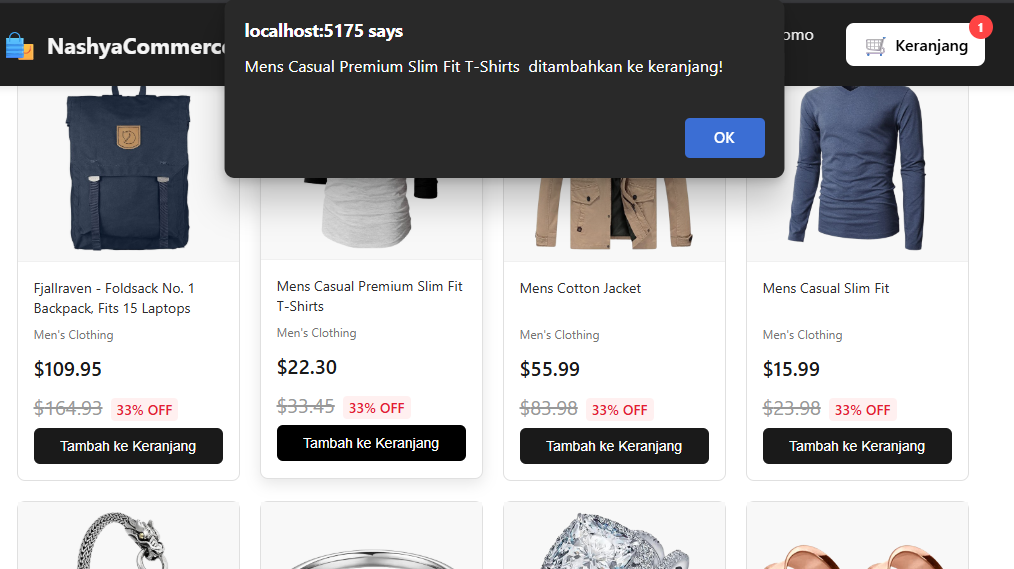 localhost:5175 says
Mens Casual Premium Slim Fit T-Shirts  ditambahkan ke keranjang!
OK
NashyaCommerce
omo
Keranjang
1
Fjallraven - Foldsack No. 1
Backpack, Fits 15 Laptops
Men's Clothing
$109.95
$164.93 33% OFF
Tambah ke Keranjang
Mens Casual Premium Slim Fit
T-Shirts
Men's Clothing
$22.30
$33.45 33% OFF
Tambah ke Keranjang
Mens Cotton Jacket
Men's Clothing
$55.99
$83.98 33% OFF
Tambah ke Keranjang
Mens Casual Slim Fit
Men's Clothing
$15.99
$23.98 33% OFF
Tambah ke Keranjang